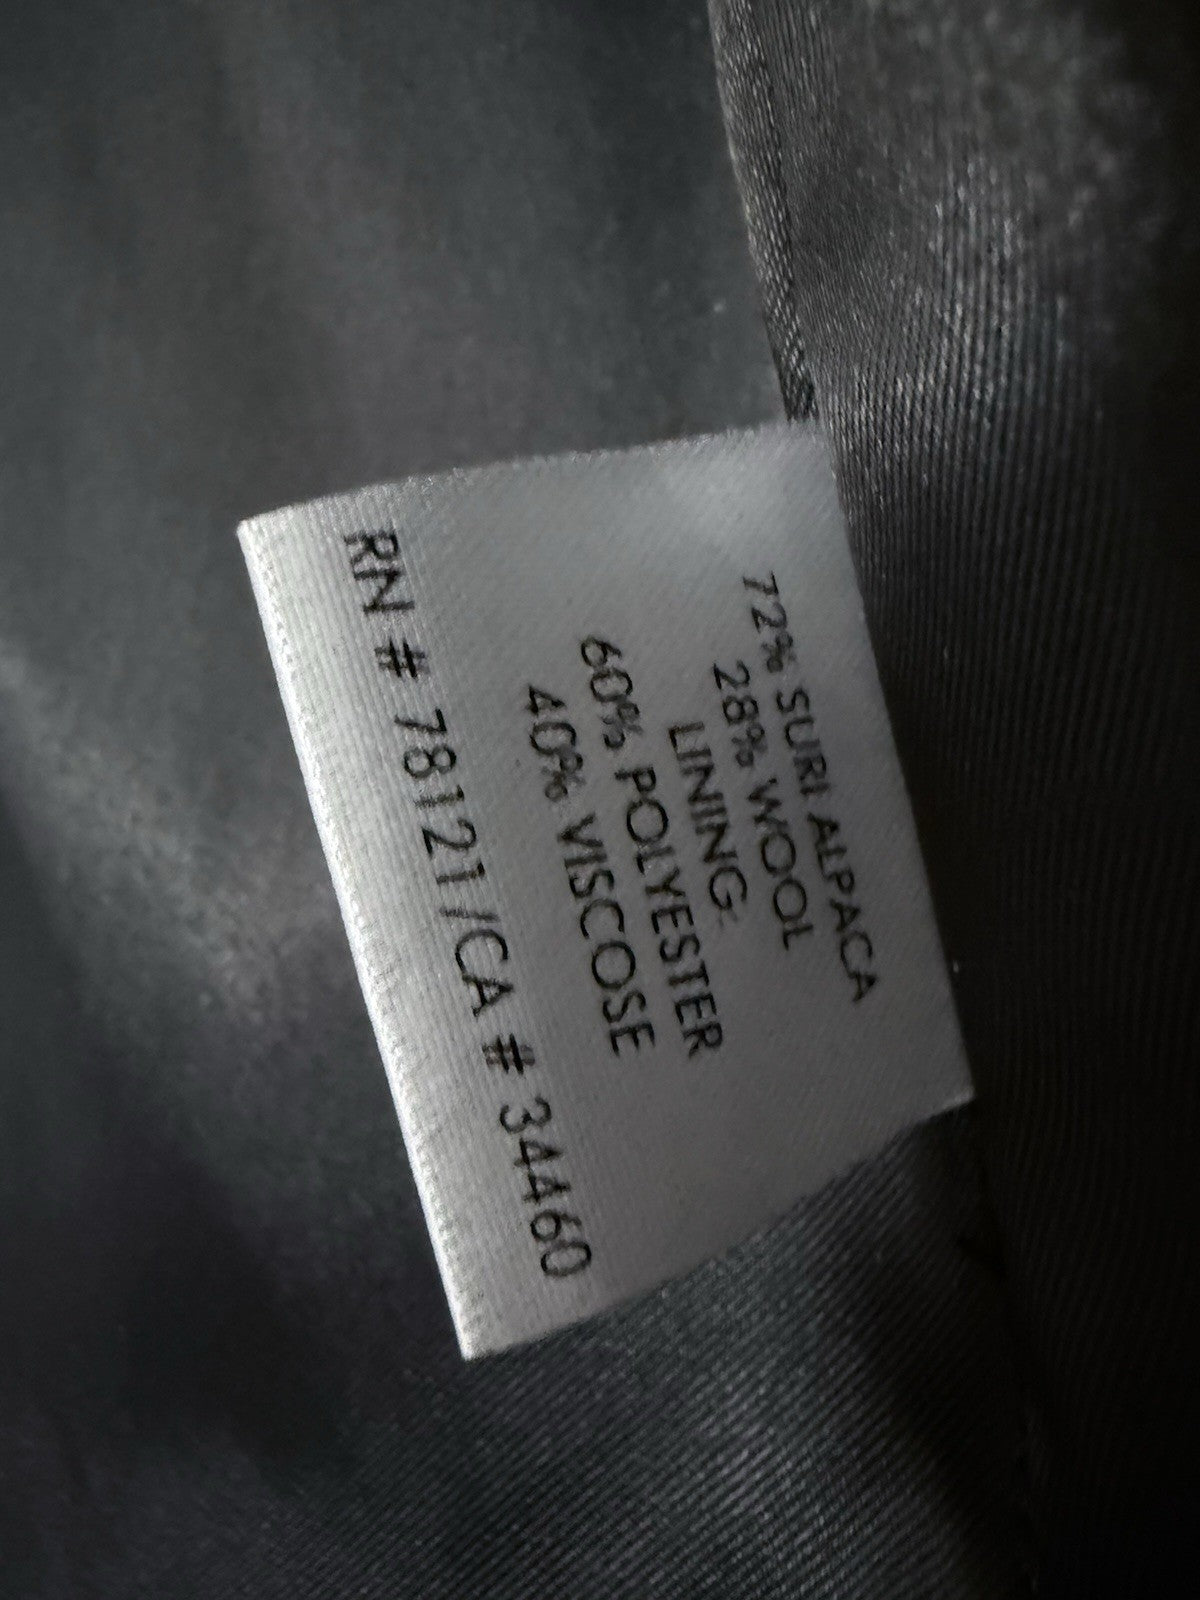 72% SURI ALPACA
28% WOOL
LINING:
60% POLYESTER
40% VISCOSE
RN # 78121/CA # 34460